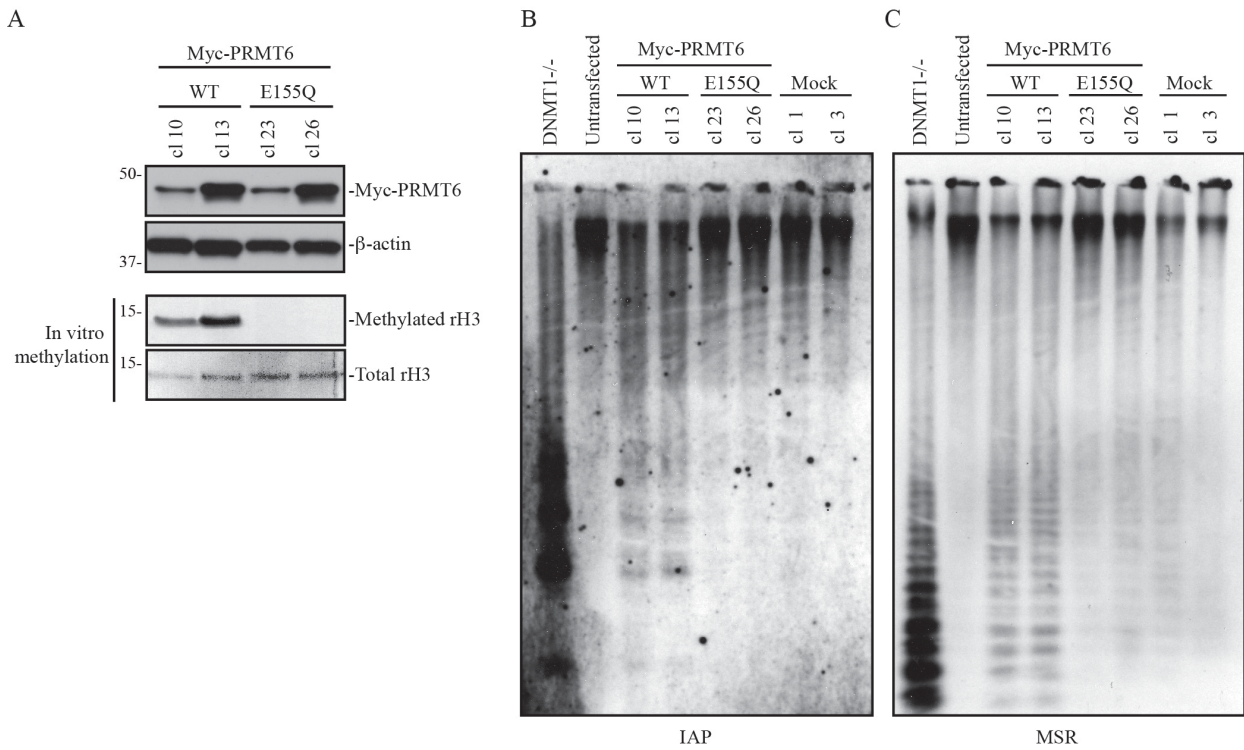 A
Myc-PRMT6
WT E155Q
cl 10 cl 13 cl 23 cl 26
50-
-Myc-PRMT6
-β-actin
37-
In vitro
methylation
15-
-Methylated rH3
15-
-Total rH3
B
DNMT1-/-
Untransfected
Myc-PRMT6
WT E155Q Mock
cl 10 cl 13 cl 23 cl 26 cl 1 cl 3
IAP
C
DNMT1-/-
Untransfected
Myc-PRMT6
WT E155Q Mock
cl 10 cl 13 cl 23 cl 26 cl 1 cl 3
MSR